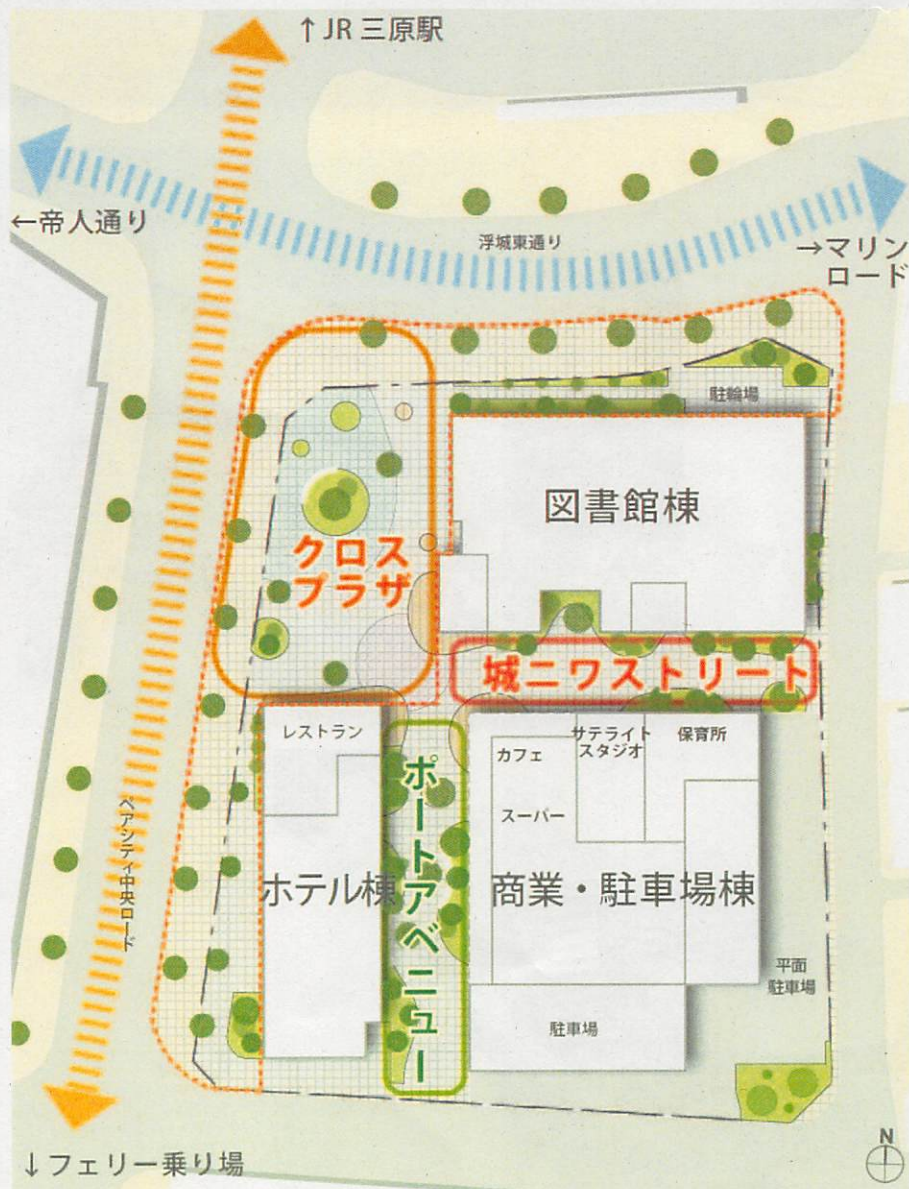 ↑JR 三原駅
←帝人通り
浮城東通り
→マリン
ロード
駐輪場
図書館棟
クロス
プラザ
城ニワストリート
レストラン
カフェ
サテライト
スタジオ
保育所
スーパー
ポートアベニュー
ペアシティ中央ロード
ホテル棟
商業・駐車場棟
平面
駐車場
駐車場
↓フェリー乗り場
N